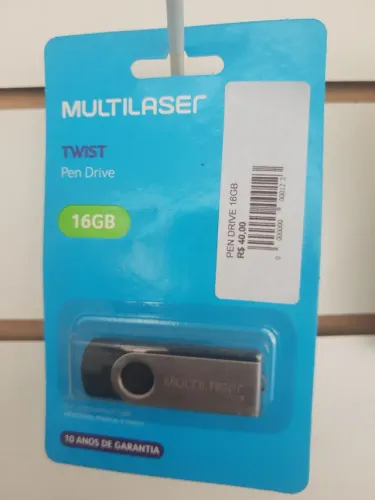 MULTILASER
TWIST
Pen Drive
16GB
PEN DRIVE 16GB
R$ 40,00
MULTILASER
10 ANOS DE GARANTIA